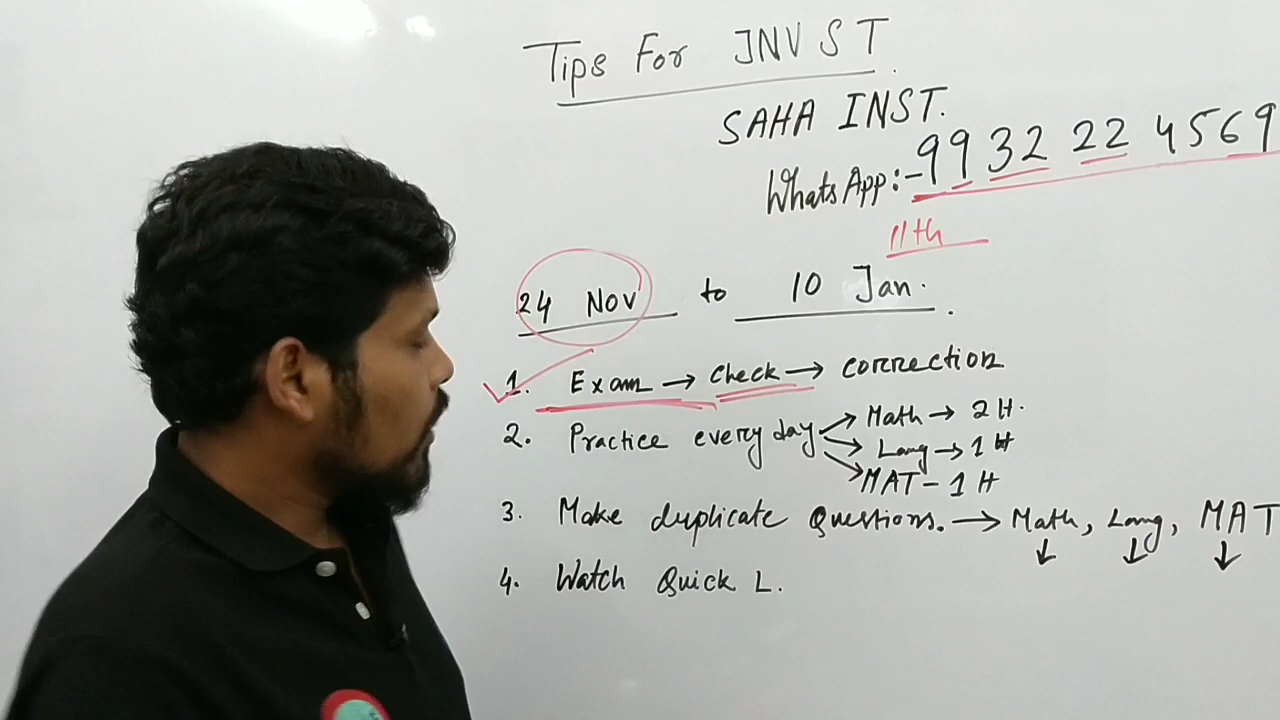 Tips For JNVST.
SAHA INST.
WhatsApp:- 9932 22 4569
11th
24 Nov to 10 Jan.
1. Exam → Check → correction
2. Practice every day → Math → 2 H.
→ Lang → 1 H
→ MAT - 1 H
3. Make duplicate Questions. → Math, Lang, MAT
↓ ↓ ↓
4. Watch Quick L.